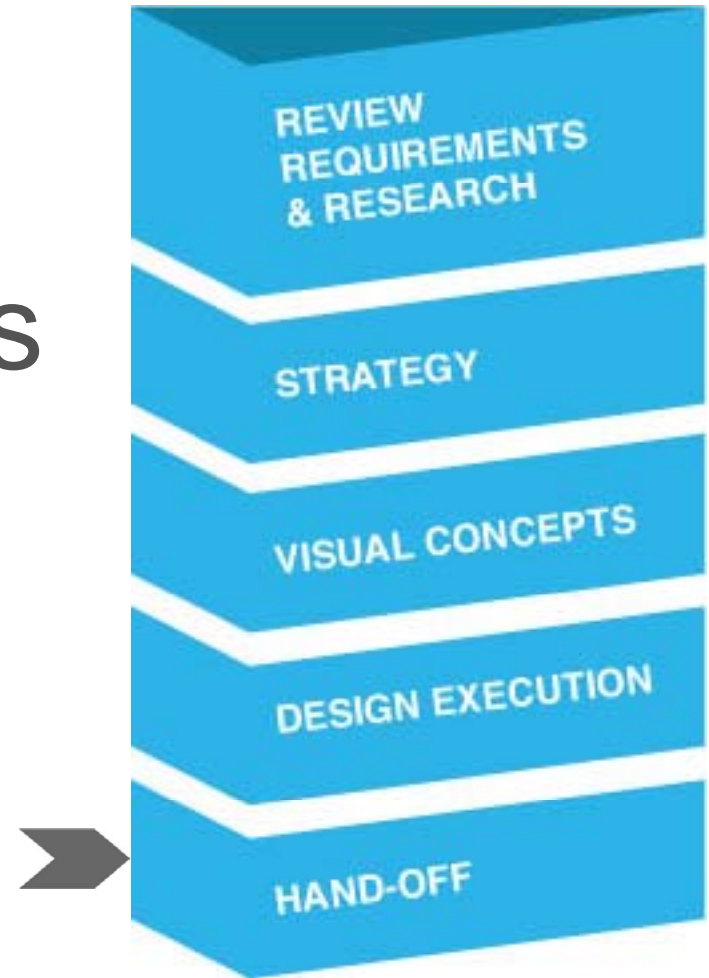 REVIEW
REQUIREMENTS
& RESEARCH
s
STRATEGY
VISUAL CONCEPTS
DESIGN EXECUTION
HAND-OFF